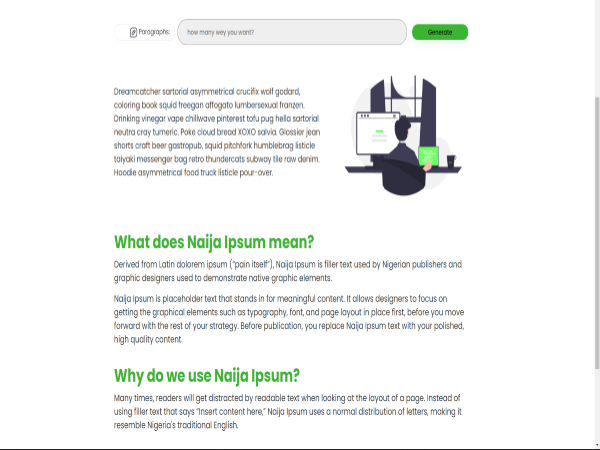 Paragraphs:
how many wey you want?
Generate
Dreamcatcher sartorial asymmetrical crucifix wolf godard,
coloring book squid freegan affogato lumbersexual franzen.
Drinking vinegar vape chillwave pinterest tofu pug hella sartorial
neutra cray tumeric. Poke cloud bread XOXO salvia. Glossier jean
shorts craft beer gastropub, squid pitchfork humblebrag listicle
taiyaki messenger bag retro thundercats subway tile raw denim.
Hoodie asymmetrical food truck listicle pour-over.
What does Naija Ipsum mean?
Derived from Latin dolorem ipsum ("pain itself"), Naija Ipsum is filler text used by Nigerian publishers and
graphic designers used to demonstrate native graphic elements.
Naija Ipsum is placeholder text that stands in for meaningful content. It allows designers to focus on
getting the graphical elements such as typography, font, and page layout in place first, before you move
forward with the rest of your strategy. Before publication, you replace Naija Ipsum text with your polished,
high quality content.
Why do we use Naija Ipsum?
Many times, readers will get distracted by readable text when looking at the layout of a page. Instead of
using filler text that says "Insert content here," Naija Ipsum uses a normal distribution of letters, making it
resemble Nigeria's traditional English.